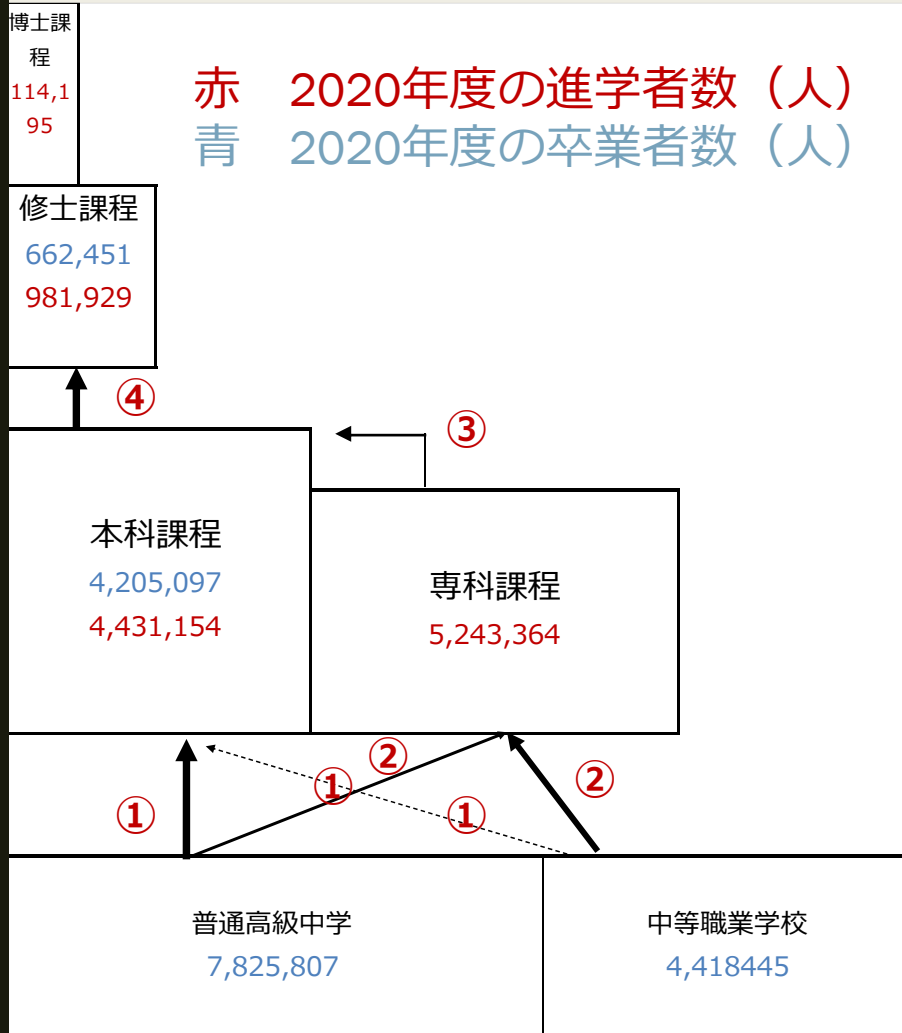 博士課
程
114,1
95
赤 2020年度の進学者数（人）
青 2020年度の卒業者数（人）
修士課程
662,451
981,929
④
③
本科課程
4,205,097
4,431,154
専科課程
5,243,364
②
①
②
①
①
普通高級中学
7,825,807
中等職業学校
4,418445